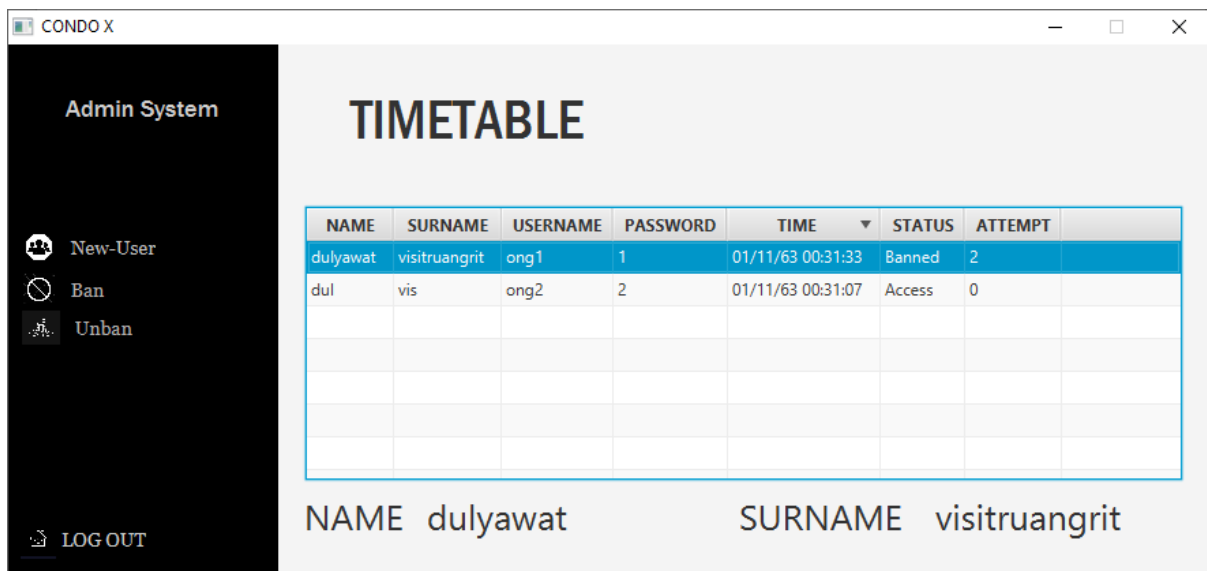 CONDO X
Admin System
New-User
Ban
Unban
LOG OUT
TIMETABLE
NAME SURNAME USERNAME PASSWORD TIME STATUS ATTEMPT
dulyawat visitruangrit ong1 1 01/11/63 00:31:33 Banned 2
dul vis ong2 2 01/11/63 00:31:07 Access 0
NAME dulyawat SURNAME visitruangrit